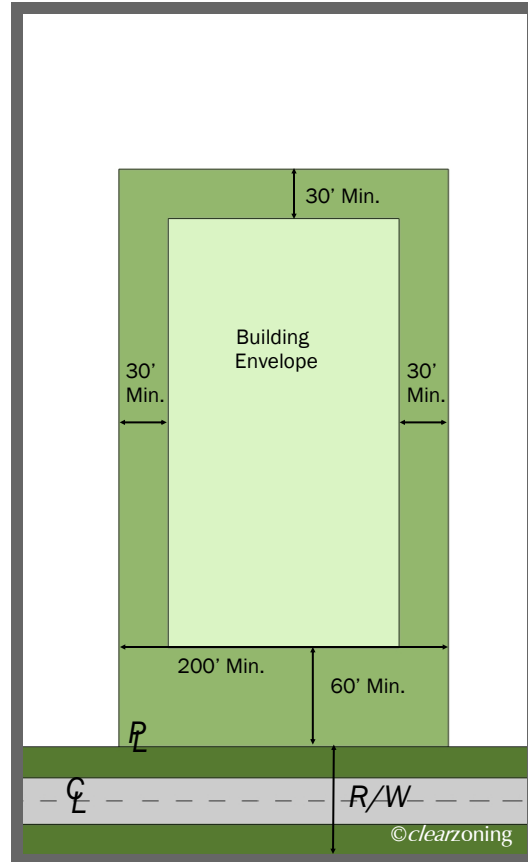 30' Min.
Building
Envelope
30'
Min.
30'
Min.
200' Min.
60' Min.
PL
CL
R/W
©clearzoning